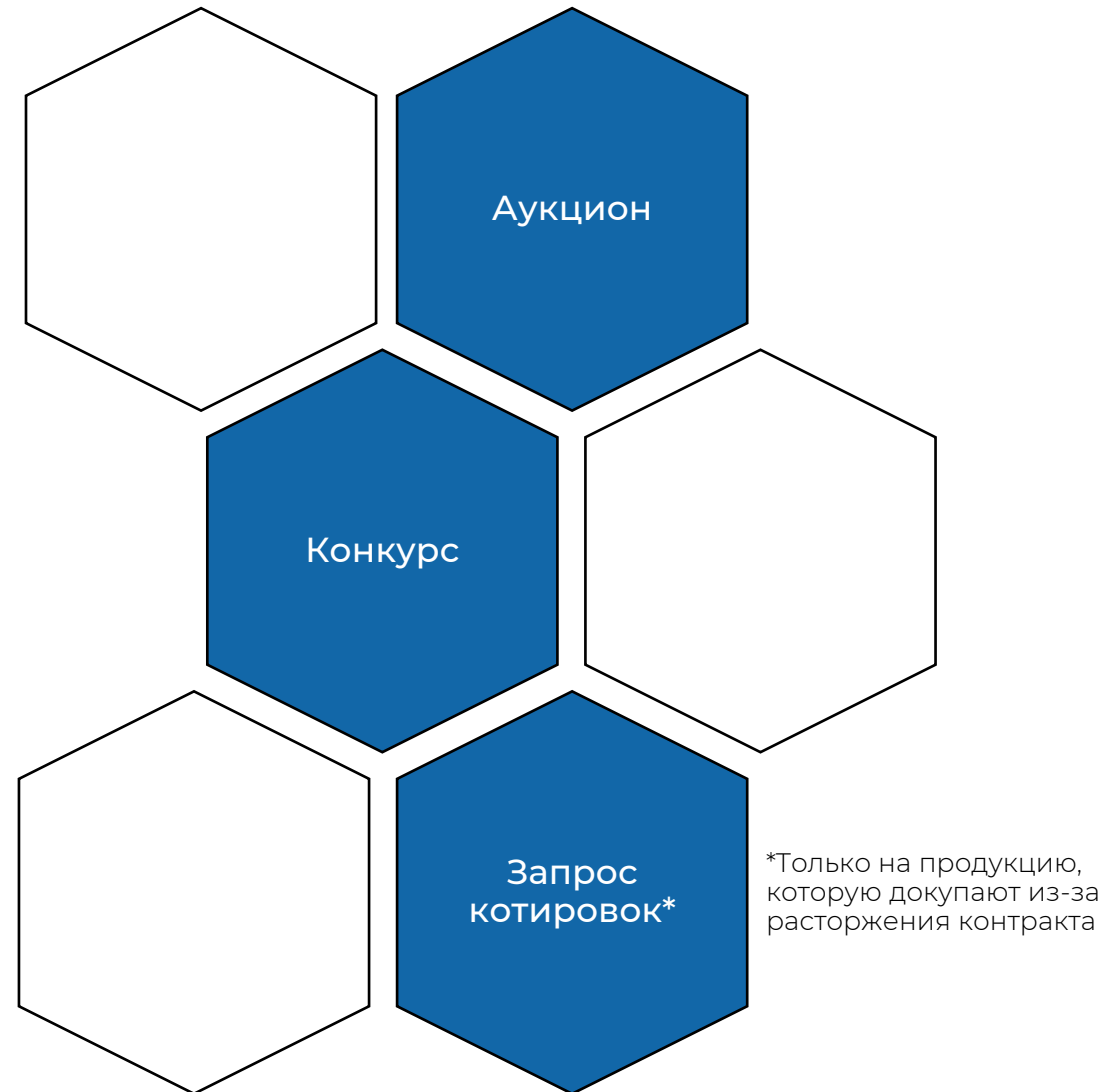 Аукцион
Конкурс
Запрос
котировок*
*Только на продукцию,
которую докупают из-за
расторжения контракта